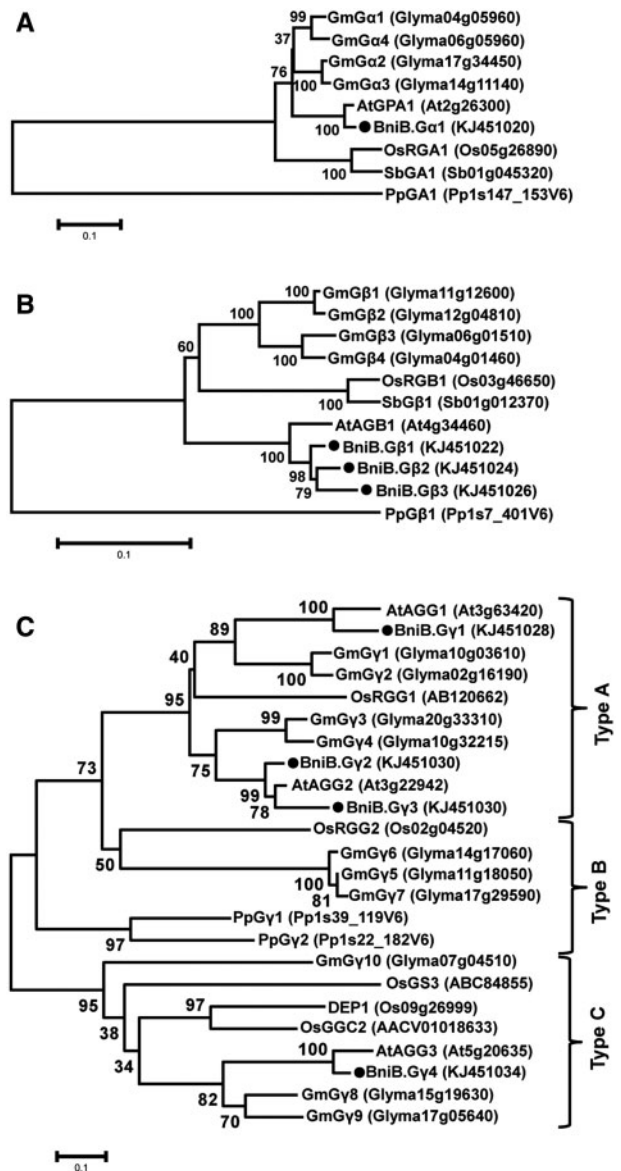 A
99
GmGα1 (Glyma04g05960)
37
GmGα4 (Glyma06g05960)
76
GmGα2 (Glyma17g34450)
100
GmGα3 (Glyma14g11140)
AtGPA1 (At2g26300)
100
BniB.Gα1 (KJ451020)
OsRGA1 (Os05g26890)
100
SbGA1 (Sb01g045320)
PpGA1 (Pp1s147_153V6)
0.1
B
100
GmGβ1 (Glyma11g12600)
100
GmGβ2 (Glyma12g04810)
GmGβ3 (Glyma06g01510)
60
100
GmGβ4 (Glyma04g01460)
OsRGB1 (Os03g46650)
100
SbGβ1 (Sb01g012370)
AtAGB1 (At4g34460)
100
BniB.Gβ1 (KJ451022)
98
BniB.Gβ2 (KJ451024)
79
BniB.Gβ3 (KJ451026)
PpGβ1 (Pp1s7_401V6)
0.1
C
100
AtAGG1 (At3g63420)
89
BniB.Gγ1 (KJ451028)
GmGγ1 (Glyma10g03610)
40
100
GmGγ2 (Glyma02g16190)
95
OsRGG1 (AB120662)
99
GmGγ3 (Glyma20g33310)
GmGγ4 (Glyma10g32215)
75
BniB.Gγ2 (KJ451030)
99
AtAGG2 (At3g22942)
78
BniB.Gγ3 (KJ451030)
Type A
73
OsRGG2 (Os02g04520)
50
GmGγ6 (Glyma14g17060)
100
GmGγ5 (Glyma11g18050)
81
GmGγ7 (Glyma17g29590)
PpGγ1 (Pp1s39_119V6)
97
PpGγ2 (Pp1s22_182V6)
Type B
GmGγ10 (Glyma07g04510)
95
OsGS3 (ABC84855)
38
97
DEP1 (Os09g26999)
OsGGC2 (AACV01018633)
34
100
AtAGG3 (At5g20635)
BniB.Gγ4 (KJ451034)
82
GmGγ8 (Glyma15g19630)
70
GmGγ9 (Glyma17g05640)
Type C
0.1